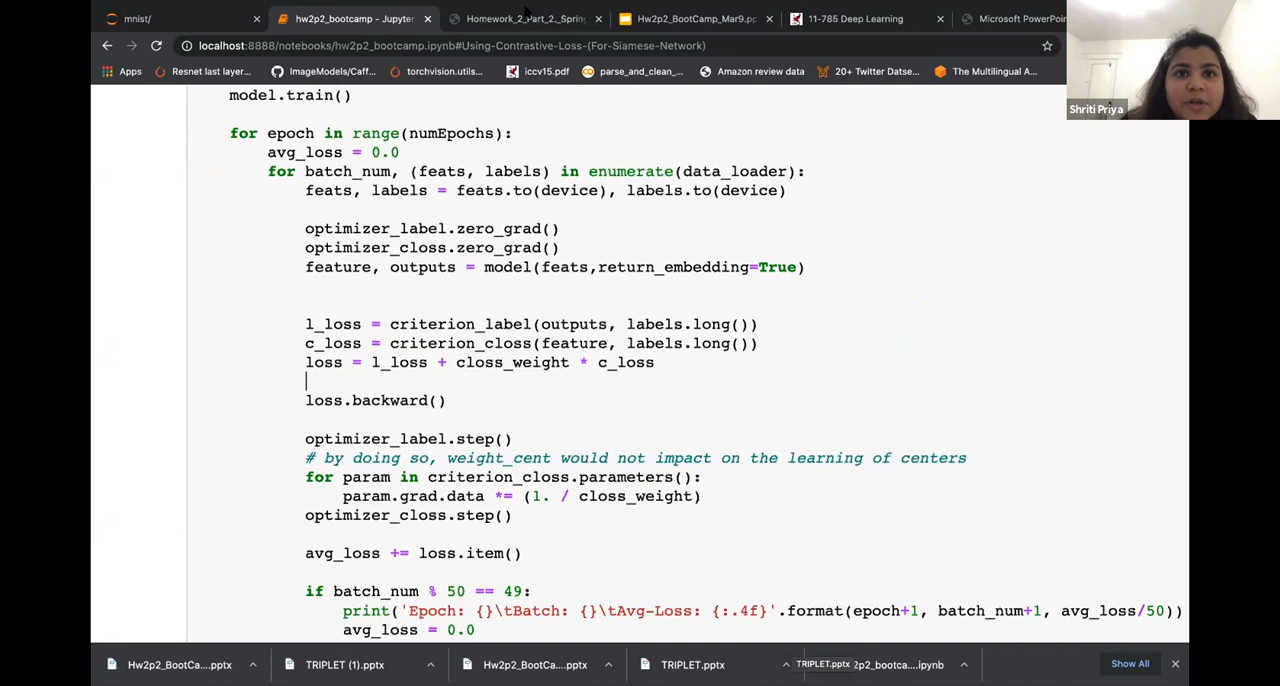 mnist/
hw2p2_bootcamp - Jupyter
Homework_2_Part_2._Spring
Hw2p2_BootCamp_Mar9.pp
11-785 Deep Learning
Microsoft PowerPoin
localhost:8888/notebooks/hw2p2_bootcamp.ipynb#Using-Contrastive-Loss-(For-Siamese-Network)
Apps
Resnet last layer...
ImageModels/Caff...
torchvision.utils...
iccv15.pdf
parse_and_clean_...
Amazon review data
20+ Twitter Datse...
The Multilingual A...
Shriti Priya
model.train()
for epoch in range(numEpochs):
avg_loss = 0.0
for batch_num, (feats, labels) in enumerate(data_loader):
feats, labels = feats.to(device), labels.to(device)
optimizer_label.zero_grad()
optimizer_closs.zero_grad()
feature, outputs = model(feats,return_embedding=True)
l_loss = criterion_label(outputs, labels.long())
c_loss = criterion_closs(feature, labels.long())
loss = l_loss + closs_weight * c_loss
loss.backward()
optimizer_label.step()
# by doing so, weight_cent would not impact on the learning of centers
for param in criterion_closs.parameters():
param.grad.data *= (1. / closs_weight)
optimizer_closs.step()
avg_loss += loss.item()
if batch_num % 50 == 49:
print('Epoch: {}\tBatch: {}\tAvg-Loss: {:.4f}'.format(epoch+1, batch_num+1, avg_loss/50))
avg_loss = 0.0
Hw2p2_BootCa....pptx
TRIPLET (1).pptx
Hw2p2_BootCa....pptx
TRIPLET.pptx
TRIPLET.pptx
2p2_bootca....ipynb
Show All